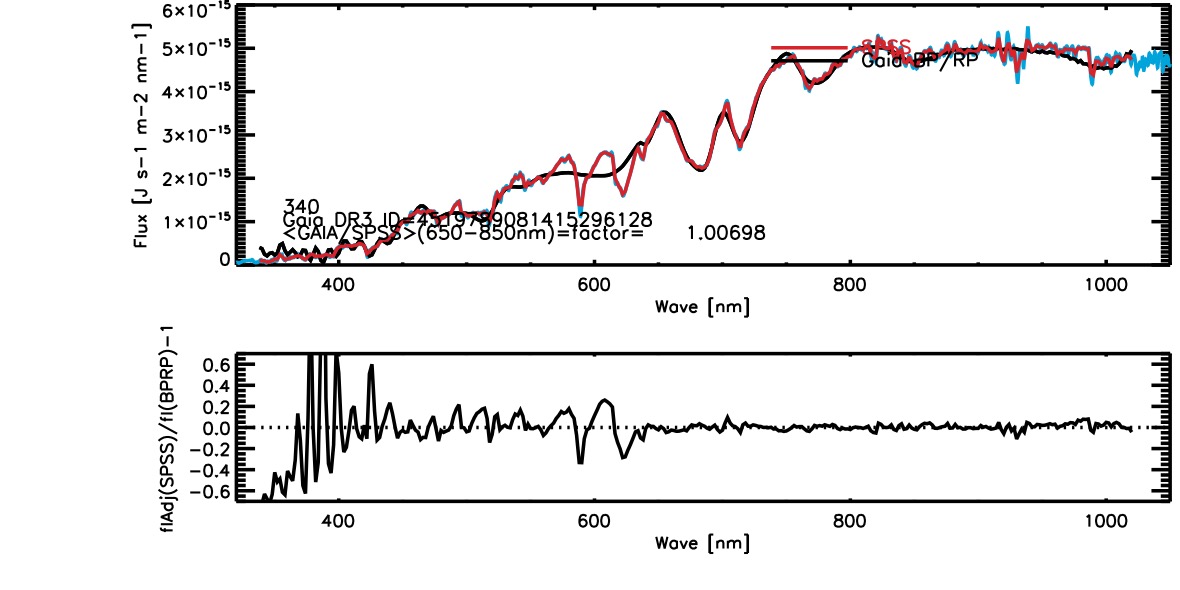 6×10−15
5×10−15
4×10−15
3×10−15
2×10−15
1×10−15
0
Flux [J s−1 m−2 nm−1]
SPSS
Gaia BP/RP
340
Gaia DR3 ID=
<GAIA/SPSS>(650−850nm)=factor= 1.00698
400 600 800 1000
Wave [nm]
0.6
0.4
0.2
0.0
−0.2
−0.4
−0.6
flAdj(SPSS)/fl(BPRP)−1
400 600 800 1000
Wave [nm]